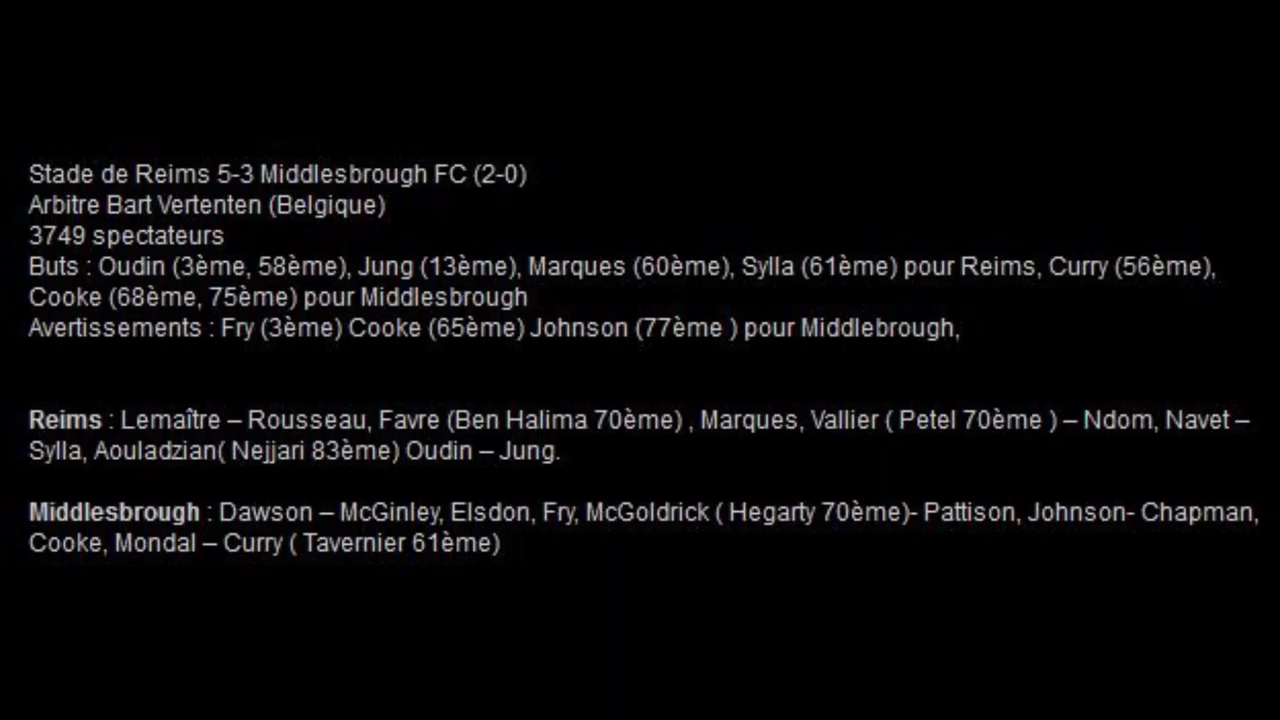 Stade de Reims 5-3 Middlesbrough FC (2-0)
Arbitre Bart Vertenten (Belgique)
3749 spectateurs
Buts : Oudin (3ème, 58ème), Jung (13ème), Marques (60ème), Sylla (61ème) pour Reims, Curry (56ème),
Cooke (68ème, 75ème) pour Middlesbrough
Avertissements : Fry (3ème) Cooke (65ème) Johnson (77ème ) pour Middlebrough,
Reims : Lemaître – Rousseau, Favre (Ben Halima 70ème) , Marques, Vallier ( Petel 70ème ) – Ndom, Navet –
Sylla, Aouladzian( Nejjari 83ème) Oudin – Jung.
Middlesbrough : Dawson – McGinley, Elsdon, Fry, McGoldrick ( Hegarty 70ème)- Pattison, Johnson- Chapman,
Cooke, Mondal – Curry ( Tavernier 61ème)